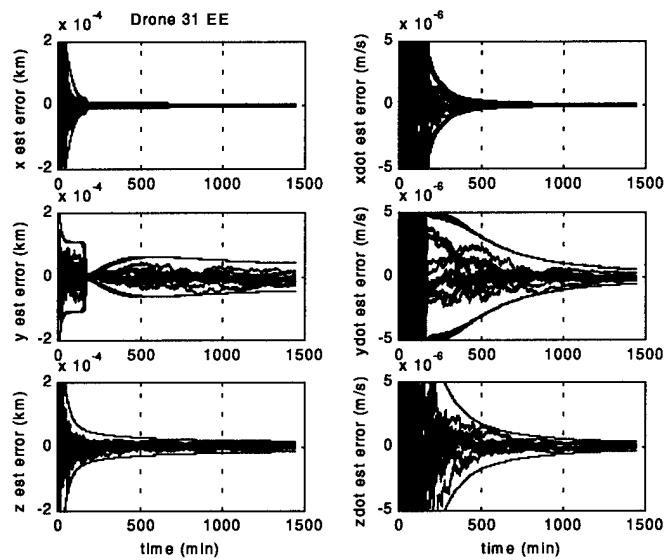 x 10⁻⁴ Drone 31 EE
2
0
-2
x est error (km)
0 500 1000 1500
x 10⁻⁶
5
0
-5
xdot est error (m/s)
0 500 1000 1500
x 10⁻⁴
2
0
-2
y est error (km)
0 500 1000 1500
x 10⁻⁶
5
0
-5
ydot est error (m/s)
0 500 1000 1500
x 10⁻⁴
2
0
-2
z est error (km)
0 500 1000 1500
time (min)
x 10⁻⁶
5
0
-5
zdot est error (m/s)
0 500 1000 1500
time (min)